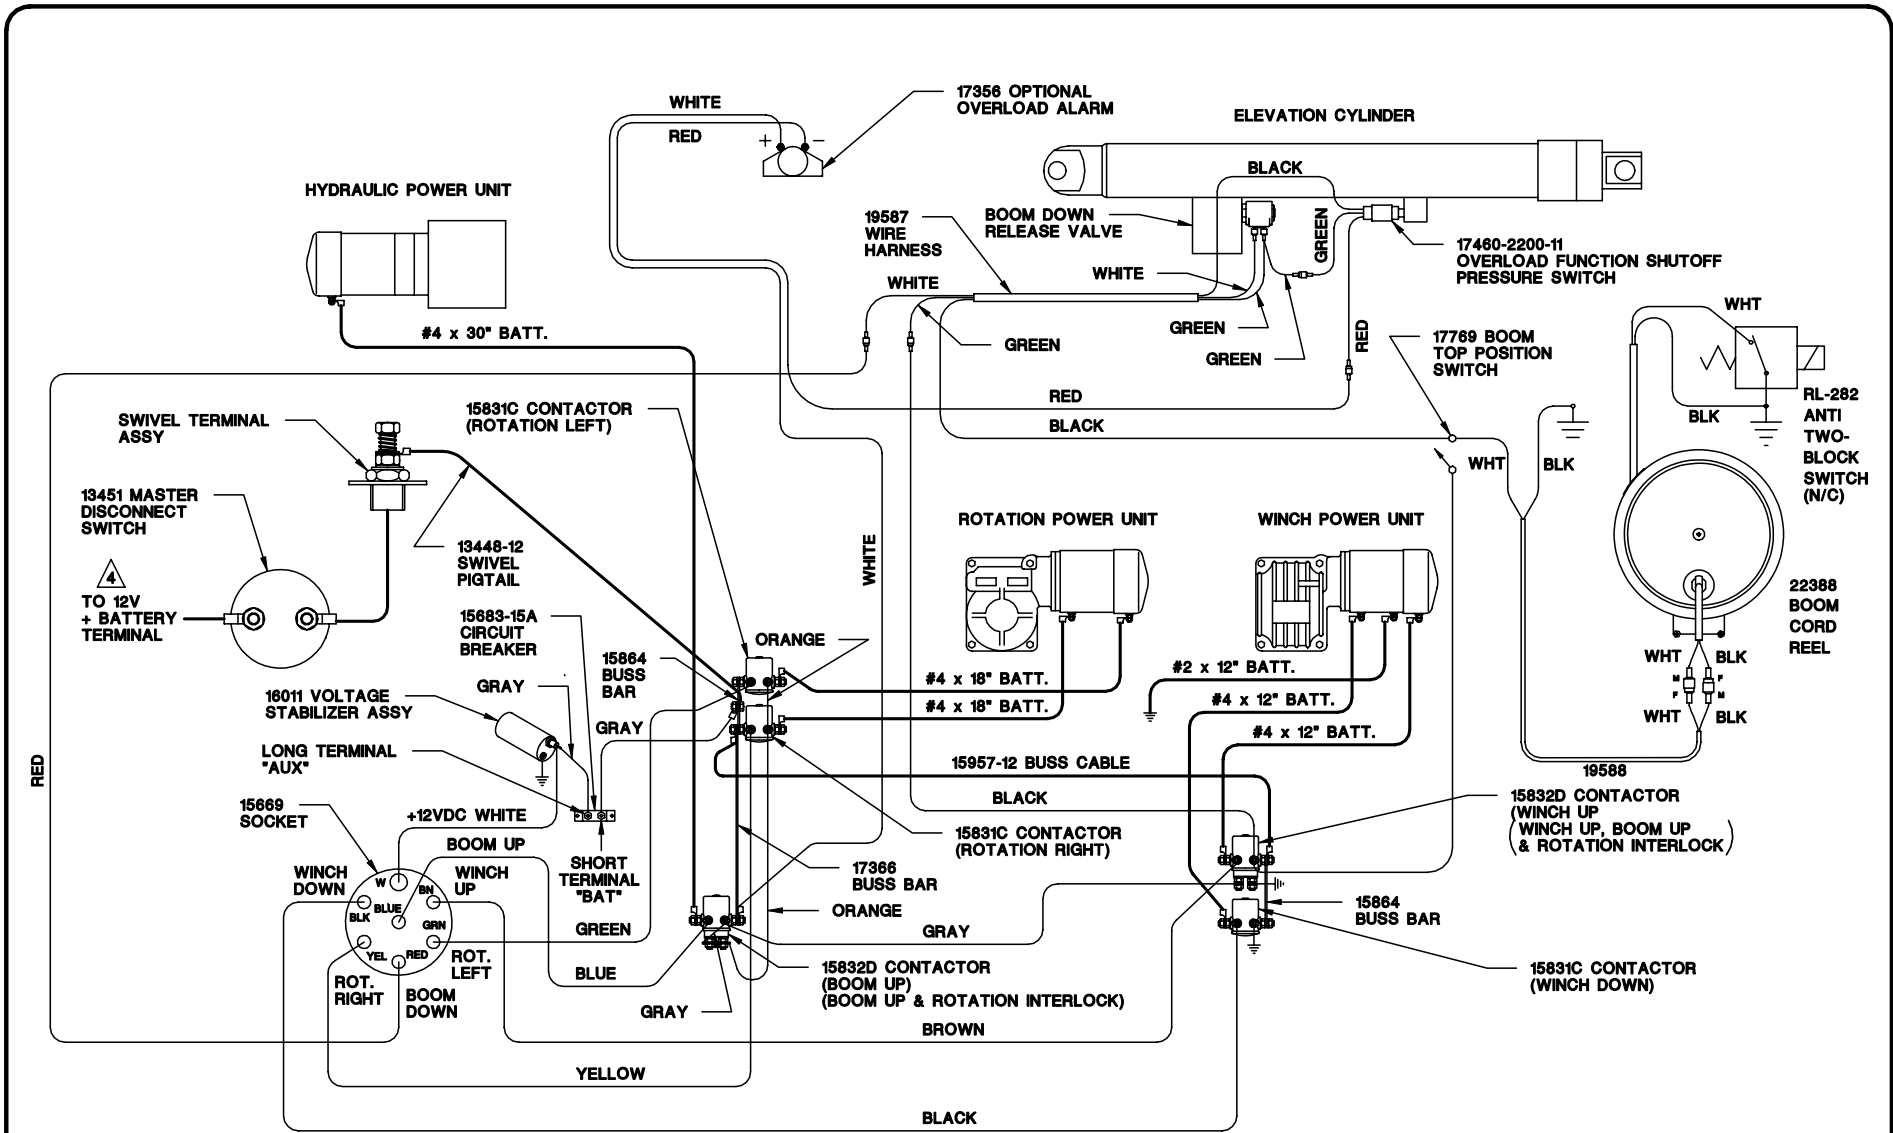 WHITE
RED
+
−
17356 OPTIONAL
OVERLOAD ALARM
ELEVATION CYLINDER
BLACK
HYDRAULIC POWER UNIT
19587
WIRE
HARNESS
BOOM DOWN
RELEASE VALVE
GREEN
17460-2200-11
OVERLOAD FUNCTION SHUTOFF
PRESSURE SWITCH
WHITE
WHITE
GREEN
GREEN
GREEN
RED
#4 x 30" BATT.
17769 BOOM
TOP POSITION
SWITCH
WHT
BLK
RL-282
ANTI
TWO-
BLOCK
SWITCH
(N/C)
RED
BLACK
SWIVEL TERMINAL
ASSY
15831C CONTACTOR
(ROTATION LEFT)
WHT
BLK
13451 MASTER
DISCONNECT
SWITCH
13448-12
SWIVEL
PIGTAIL
WHITE
ROTATION POWER UNIT
WINCH POWER UNIT
4
TO 12V
+ BATTERY
TERMINAL
15683-15A
CIRCUIT
BREAKER
22388
BOOM
CORD
REEL
ORANGE
15864
BUSS
BAR
WHT
BLK
M
F
F
M
WHT
BLK
GRAY
16011 VOLTAGE
STABILIZER ASSY
#4 x 18" BATT.
#4 x 18" BATT.
#2 x 12" BATT.
#4 x 12" BATT.
#4 x 12" BATT.
GRAY
LONG TERMINAL
"AUX"
RED
15957-12 BUSS CABLE
19588
BLACK
15669
SOCKET
+12VDC WHITE
15832D CONTACTOR
(WINCH UP
(WINCH UP, BOOM UP
& ROTATION INTERLOCK)
15831C CONTACTOR
(ROTATION RIGHT)
BOOM UP
SHORT
TERMINAL
"BAT"
17366
BUSS BAR
WINCH
DOWN
WINCH
UP
W
BN
BLUE
BLK
GRN
YEL
RED
ROT.
LEFT
ROT.
RIGHT
BOOM
DOWN
ORANGE
15864
BUSS BAR
GREEN
GRAY
BLUE
15832D CONTACTOR
(BOOM UP)
(BOOM UP & ROTATION INTERLOCK)
15831C CONTACTOR
(WINCH DOWN)
GRAY
BROWN
YELLOW
BLACK